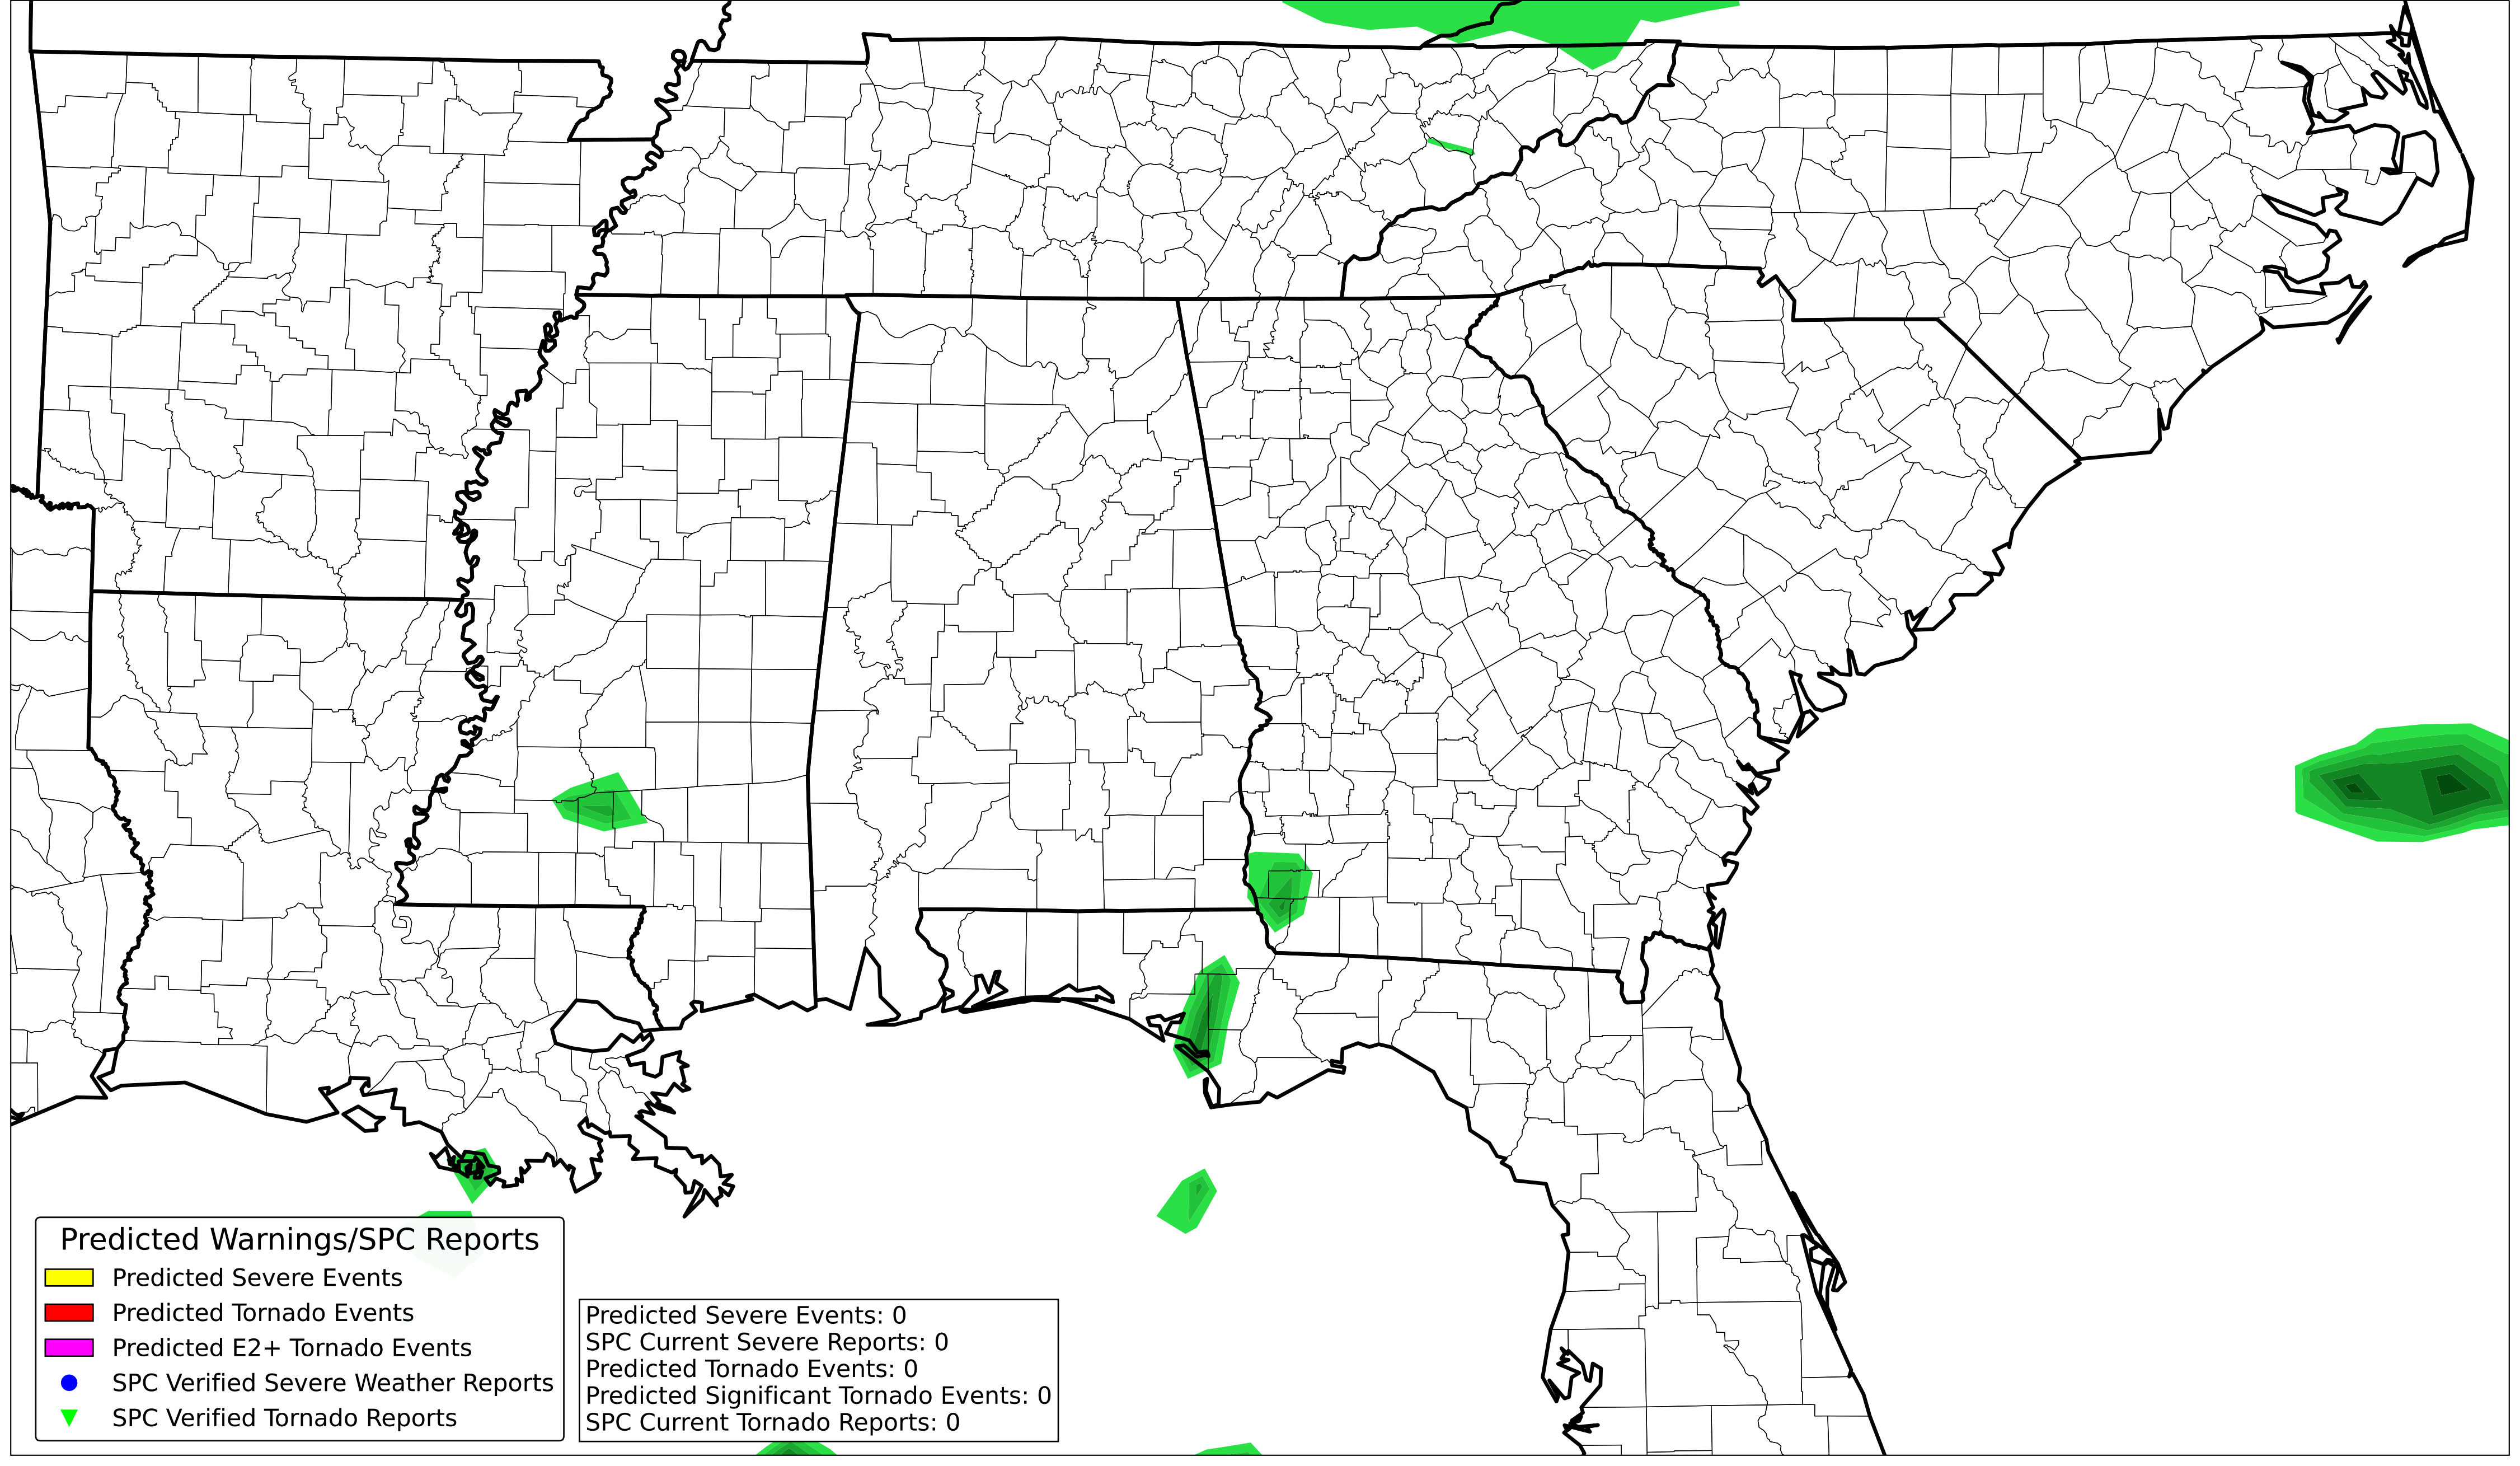 Predicted Warnings/SPC Reports
Predicted Severe Events
Predicted Tornado Events
Predicted E2+ Tornado Events
SPC Verified Severe Weather Reports
SPC Verified Tornado Reports
Predicted Severe Events: 0
SPC Current Severe Reports: 0
Predicted Tornado Events: 0
Predicted Significant Tornado Events: 0
SPC Current Tornado Reports: 0